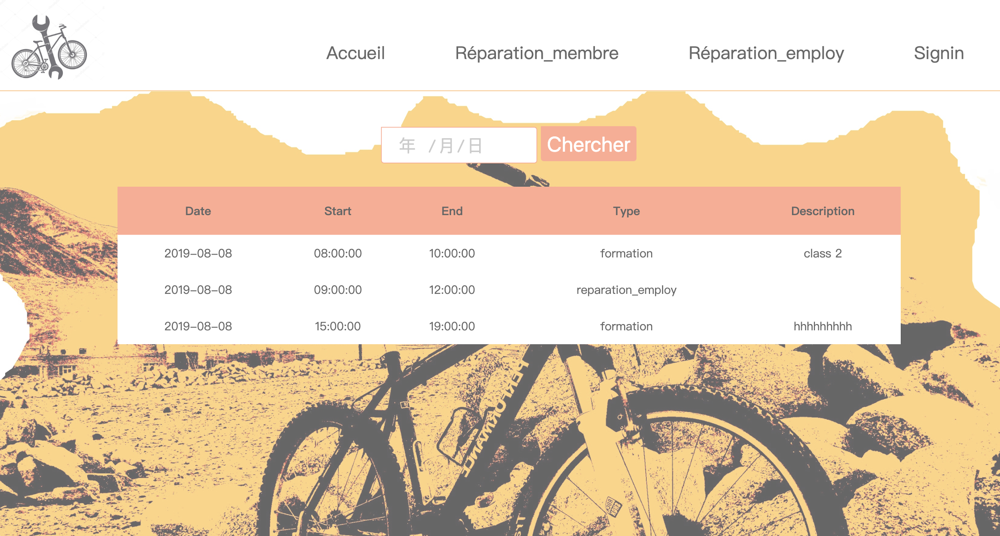 Accueil Réparation_membre Réparation_employ Signin
年 /月/日 Chercher
Date Start End Type Description
2019-08-08 08:00:00 10:00:00 formation class 2
2019-08-08 09:00:00 12:00:00 reparation_employ
2019-08-08 15:00:00 19:00:00 formation hhhhhhhhh